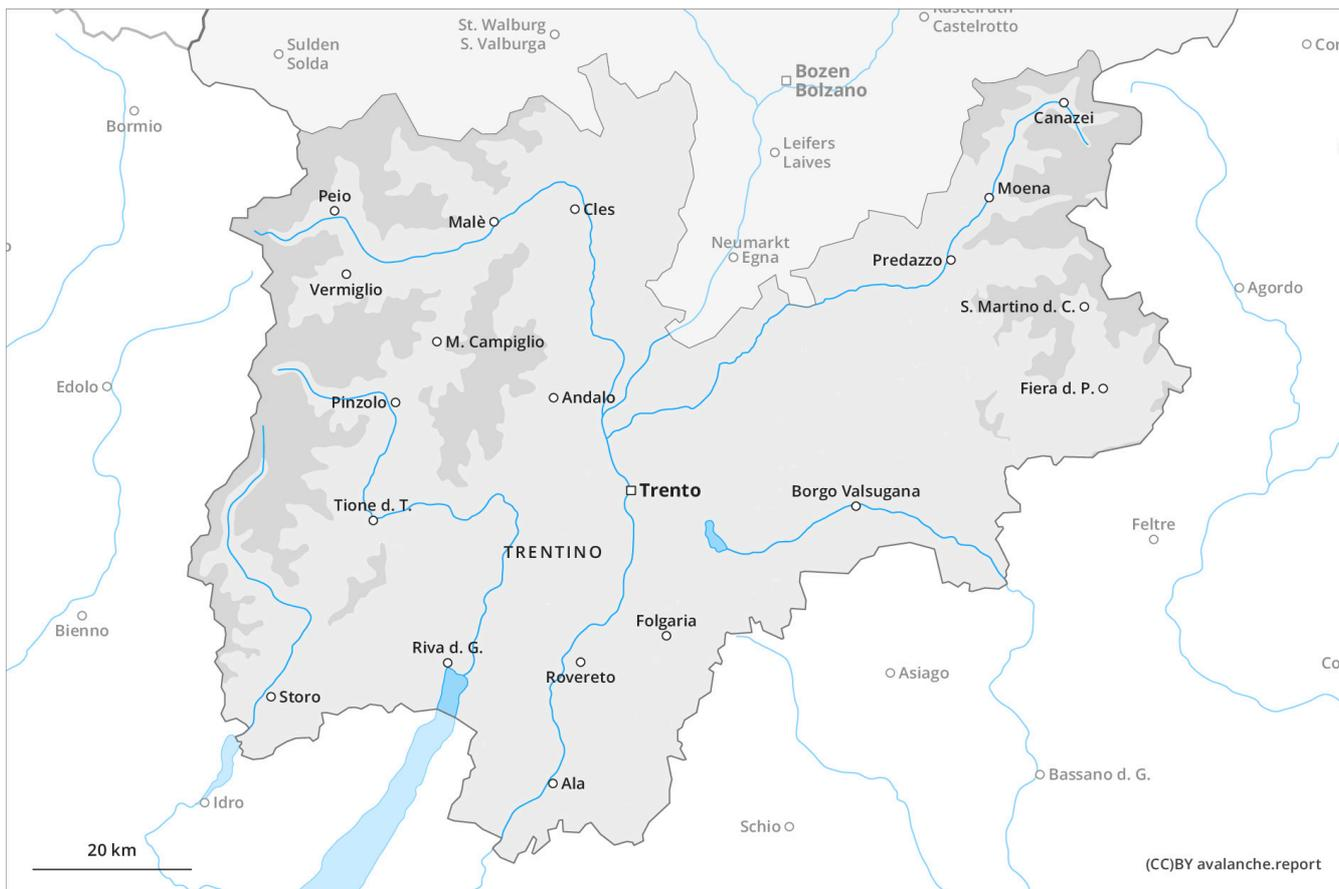 Kastelruth
Castelrotto
St. Walburg
S. Valburga
Sulden
Solda
Bozen
Bolzano
Bormio
Canazei
Leifers
Laives
Moena
Peio
Malè
Cles
Neumarkt
Egna
Predazzo
Vermiglio
Agordo
S. Martino d. C.
M. Campiglio
Edolo
Fiera d. P.
Andalo
Pinzolo
Trento
Borgo Valsugana
Tione d. T.
Feltre
TRENTINO
Folgaria
Bienno
Riva d. G.
Rovereto
Asiago
Storo
Bassano d. G.
Ala
Idro
Schio
20 km
(CC)BY avalanche.report